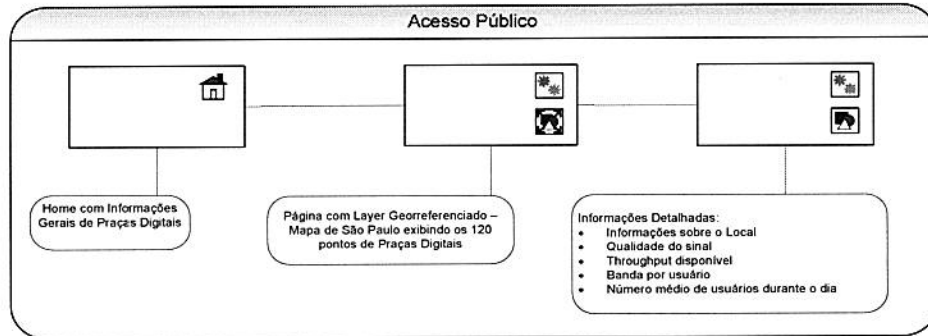 Acesso Público
Home com Informações
Gerais de Praças Digitais
Página com Layer Georreferenciado –
Mapa de São Paulo exibindo os 120
pontos de Praças Digitais
Informações Detalhadas:
• Informações sobre o Local
• Qualidade do sinal
• Throughput disponível
• Banda por usuário
• Número médio de usuários durante o dia